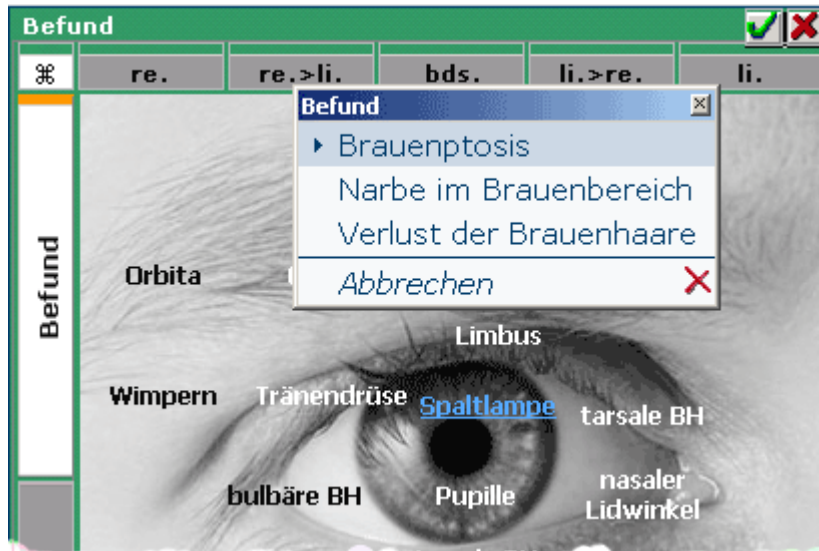 Befund
⌘ re. re.>li. bds. li.>re. li.
Befund
Brauenptosis
Narbe im Brauenbereich
Verlust der Brauenhaare
Abbrechen
Befund
Orbita
Limbus
Wimpern Tränendrüse Spaltlampe tarsale BH
bulbäre BH Pupille nasaler
Lidwinkel